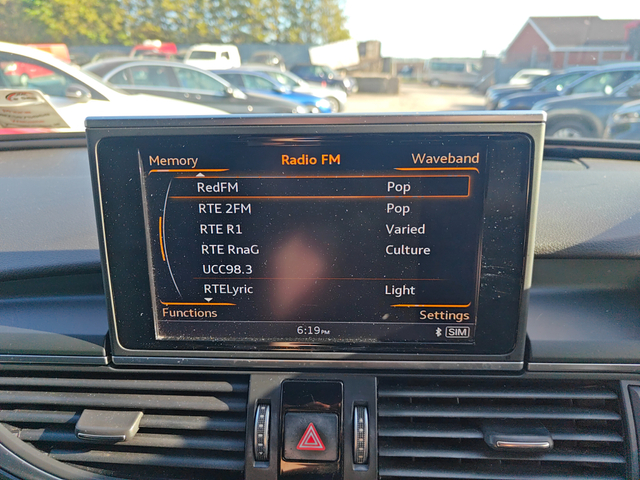 Memory Radio FM Waveband
RedFM Pop
RTE 2FM Pop
RTE R1 Varied
RTE RnaG Culture
UCC98.3
RTELyric Light
Functions Settings
6:19PM SIM